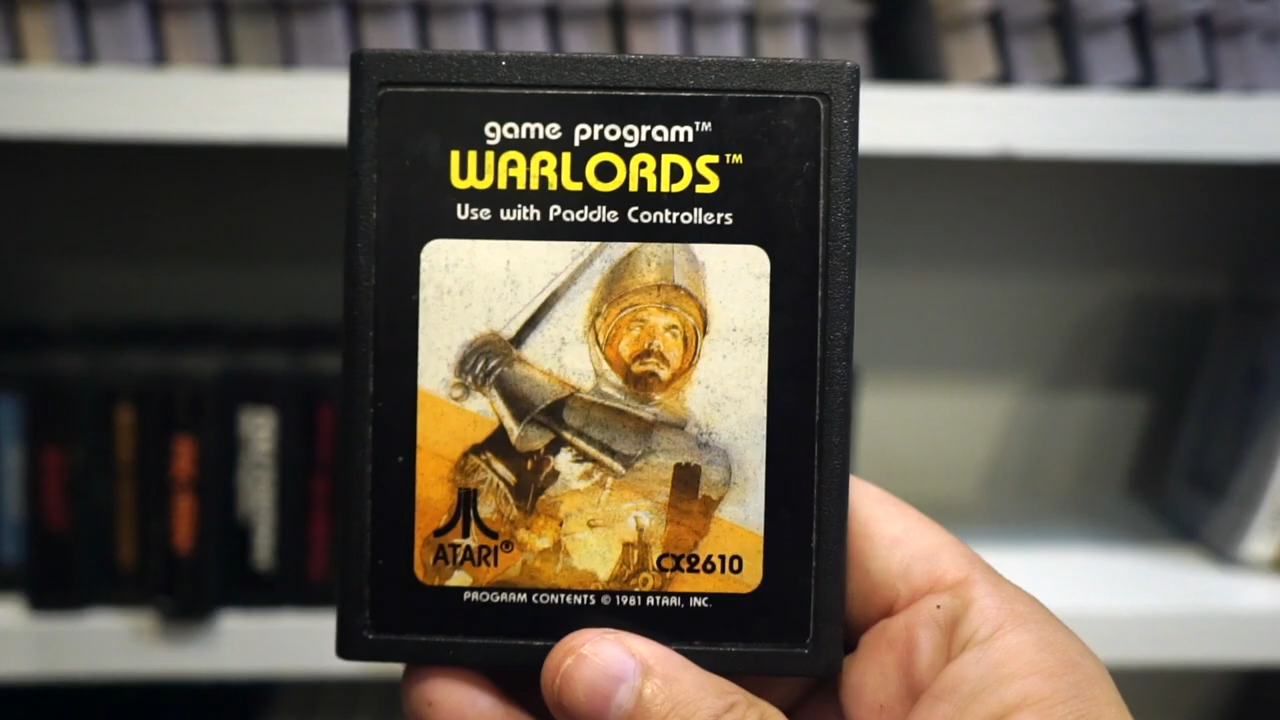 game program™
WARLORDS™
Use with Paddle Controllers
ATARI®
CX2610
PROGRAM CONTENTS © 1981 ATARI, INC.